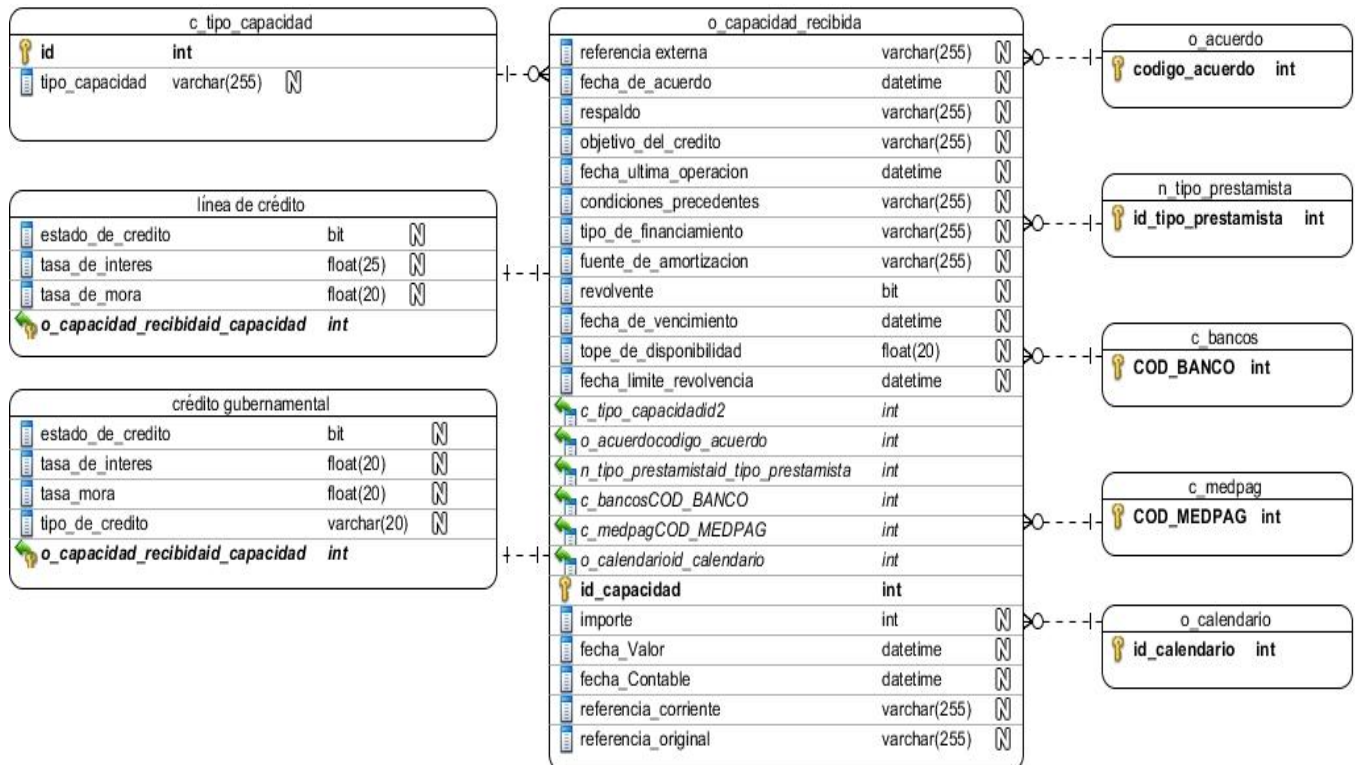 c_tipo_capacidad
id int
tipo_capacidad varchar(255) N
línea de crédito
estado_de_credito bit N
tasa_de_interes float(25) N
tasa_de_mora float(20) N
o_capacidad_recibidaid_capacidad int
crédito gubernamental
estado_de_credito bit N
tasa_de_interes float(20) N
tasa_mora float(20) N
tipo_de_credito varchar(20) N
o_capacidad_recibidaid_capacidad int
o_capacidad_recibida
referencia externa varchar(255) N
fecha_de_acuerdo datetime N
respaldo varchar(255) N
objetivo_del_credito varchar(255) N
fecha_ultima_operacion datetime N
condiciones_precedentes varchar(255) N
tipo_de_financiamiento varchar(255) N
fuente_de_amortizacion varchar(255) N
revolvente bit N
fecha_de_vencimiento datetime N
tope_de_disponibilidad float(20) N
fecha_limite_revolvencia datetime N
c_tipo_capacidadid2 int
o_acuerdocodigo_acuerdo int
n_tipo_prestamistaid_tipo_prestamista int
c_bancosCOD_BANCO int
c_medpagCOD_MEDPAG int
o_calendarioid_calendario int
id_capacidad int
importe int N
fecha_Valor datetime N
fecha_Contable datetime N
referencia_corriente varchar(255) N
referencia_original varchar(255) N
o_acuerdo
codigo_acuerdo int
n_tipo_prestamista
id_tipo_prestamista int
c_bancos
COD_BANCO int
c_medpag
COD_MEDPAG int
o_calendario
id_calendario int